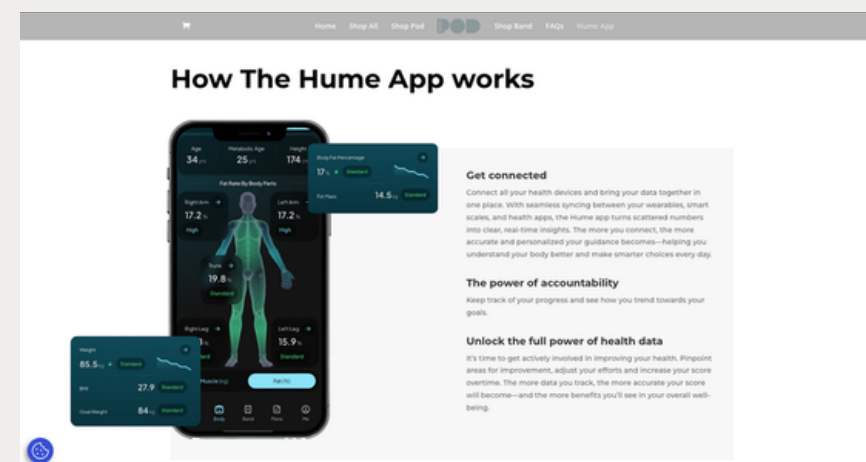 Home Shop All Shop Pod POD Shop Band FAQs Hume App
How The Hume App works
Age
34 yrs
Metabolic Age
25 yrs
Height
174
Fat Rate By Body Parts
Right Arm
17.2 %
High
Left Arm
17.2 %
High
Trunk
19.8 %
Standard
Right Leg
Left Leg
15.9 %
Standard
Muscle (kg)
Fat (%)
Body
Band
Plans
Me
Body Fat Percentage
17 % Standard
Fat Mass 14.5 kg Standard
Weight
85.5 kg Standard
BMI 27.9 Standard
Goal Weight 84 kg Standard
Get connected
Connect all your health devices and bring your data together in
one place. With seamless syncing between your wearables, smart
scales, and health apps, the Hume app turns scattered numbers
into clear, real-time insights. The more you connect, the more
accurate and personalized your guidance becomes—helping you
understand your body better and make smarter choices every day.
The power of accountability
Keep track of your progress and see how you trend towards your
goals.
Unlock the full power of health data
It's time to get actively involved in improving your health. Pinpoint
areas for improvement, adjust your efforts and increase your score
overtime. The more data you track, the more accurate your score
will become—and the more benefits you'll see in your overall well-
being.